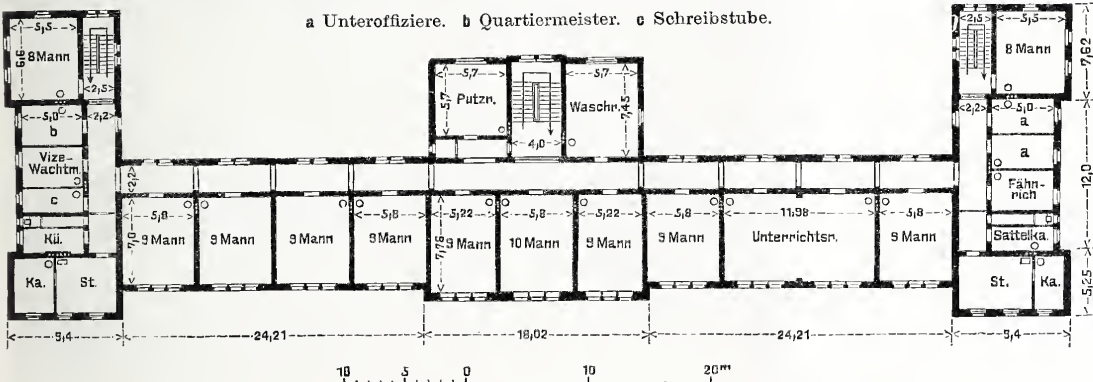 a Unteroffiziere. b Quartiermeister. c Schreibstube.
5,5 2,5 5,5
8 Mann 8 Mann
6,6 7,62
5,7 5,7
Putzr. Waschr.
5,7 7,45
2,5 2,2 4,0 2,2 5,0
5,0
b a
Vize-
Wachtm. a
c Fähn-
rich
2,2 12,0
5,8 5,8 5,22 5,8 5,22 5,8 11,98 5,8
9 Mann 9 Mann 9 Mann 9 Mann 9 Mann 10 Mann 9 Mann 9 Mann Unterrichtsr. 9 Mann
7,0 7,76
Kü. Sattelka.
Ka. St. St. Ka.
5,25
9,4 24,21 18,02 24,21 9,4
10 5 0 10 20 m